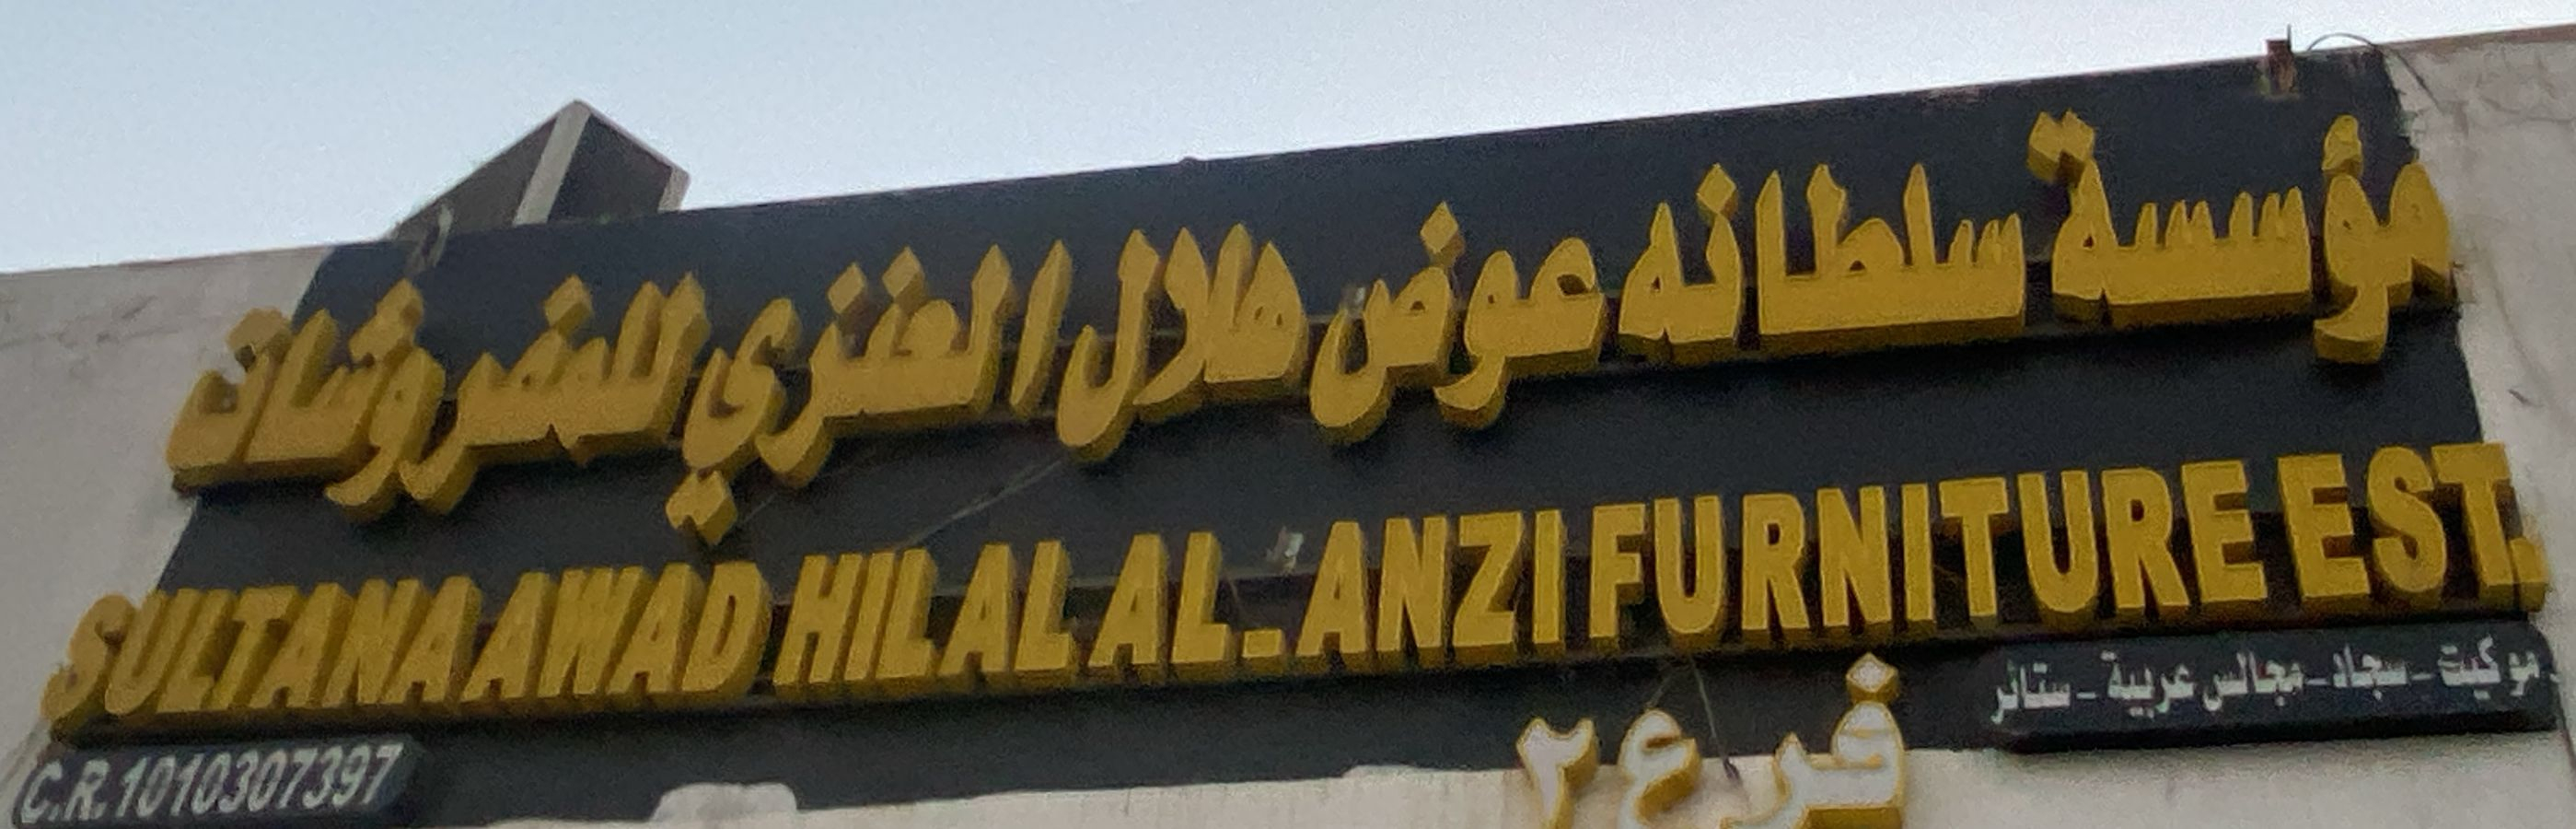 مؤسسة سلطانه عوض هلال العنزي للمفروشات
SULTANA AWAD HILAL AL-ANZI FURNITURE EST.
موكيت - سجاد - مجالس عربية - ستائر
فرع ٢
C.R.1010307397